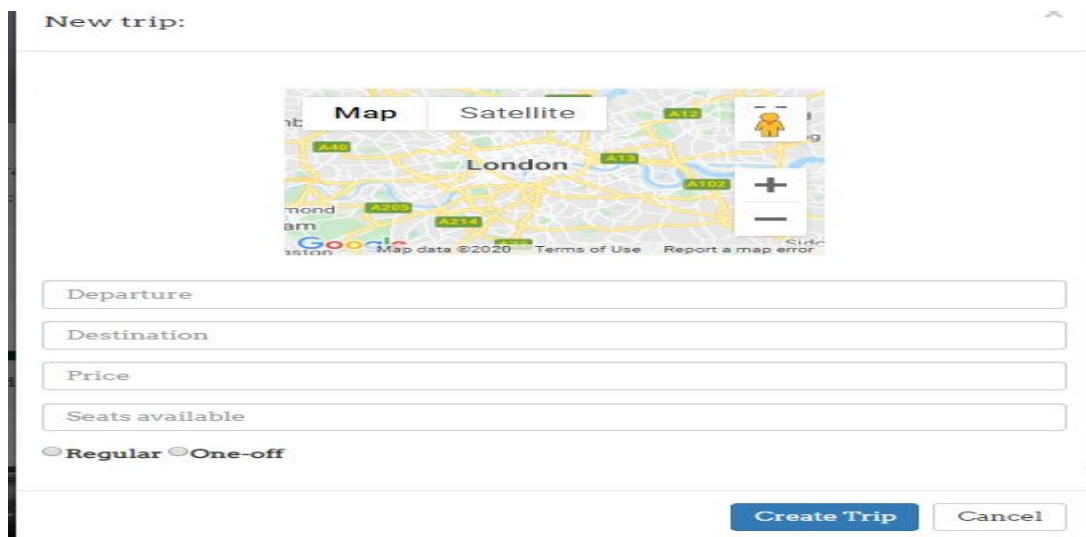 New trip:
Map Satellite
A12
A40
London A13
A102
mond A205
am
A214
Google Map data ©2020 Terms of Use Report a map error
Departure
Destination
Price
Seats available
Regular One-off
Create Trip Cancel